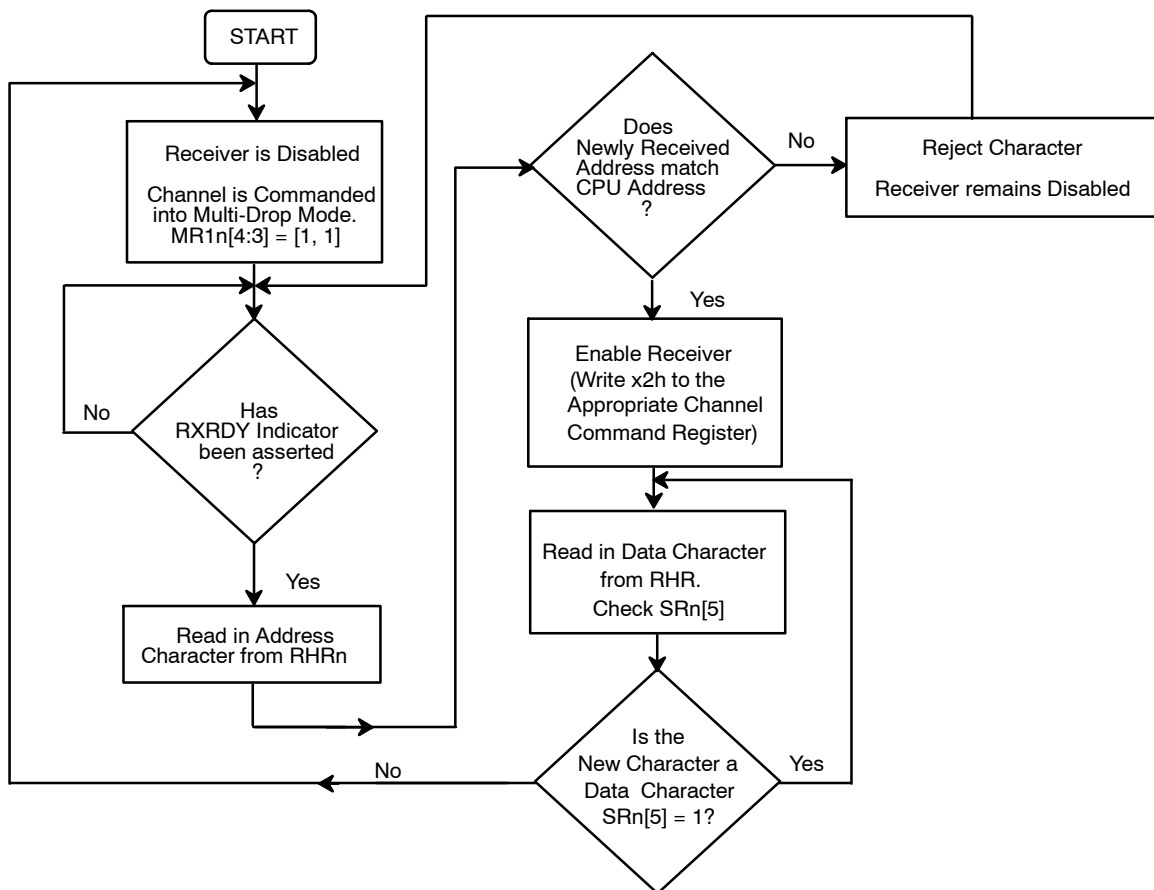 START
Receiver is Disabled
Channel is Commanded
into Multi-Drop Mode.
MR1n[4:3] = [1, 1]
No
Has
RXRDY Indicator
been asserted
?
Yes
Read in Address
Character from RHRn
Does
Newly Received
Address match
CPU Address
?
No
Reject Character
Receiver remains Disabled
Yes
Enable Receiver
(Write x2h to the
Appropriate Channel
Command Register)
Read in Data Character
from RHR.
Check SRn[5]
Is the
New Character a
Data Character
SRn[5] = 1?
Yes
No